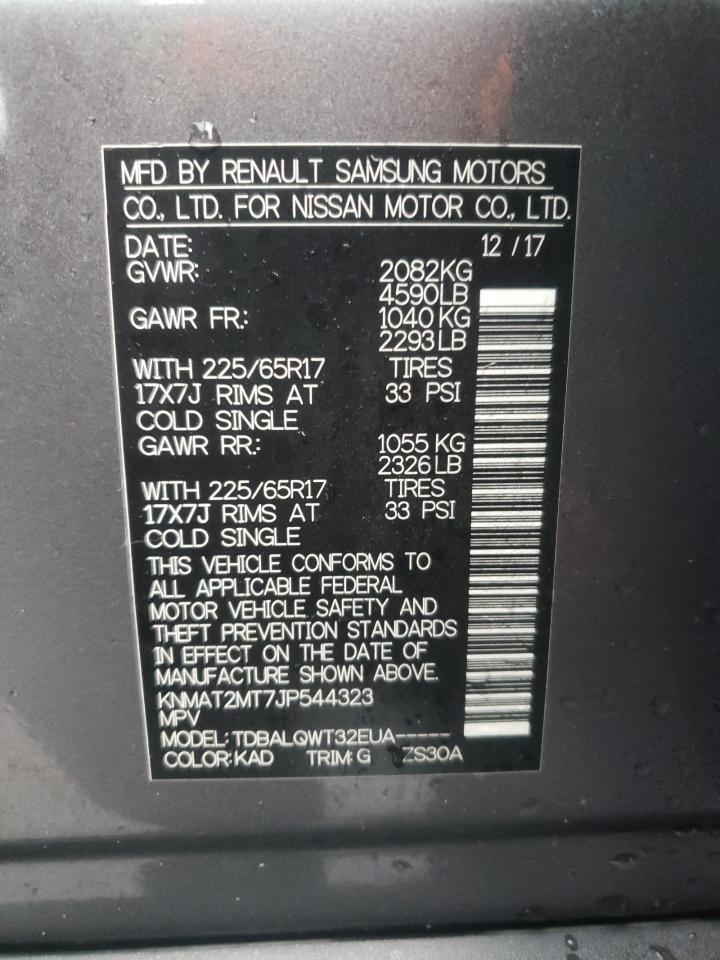 MFD BY RENAULT SAMSUNG MOTORS
CO., LTD. FOR NISSAN MOTOR CO., LTD.
DATE: 12 / 17
GVWR: 2082KG
4590LB
GAWR FR.: 1040 KG
2293 LB
WITH 225/65R17 TIRES
17X7J RIMS AT 33 PSI
COLD SINGLE
GAWR RR.: 1055 KG
2326 LB
WITH 225/65R17 TIRES
17X7J RIMS AT 33 PSI
COLD SINGLE
THIS VEHICLE CONFORMS TO
ALL APPLICABLE FEDERAL
MOTOR VEHICLE SAFETY AND
THEFT PREVENTION STANDARDS
IN EFFECT ON THE DATE OF
MANUFACTURE SHOWN ABOVE.
KNMAT2MT7JP544323
MPV
MODEL: TDBALQWT32EUA-----
COLOR: KAD TRIM: G ZS30A